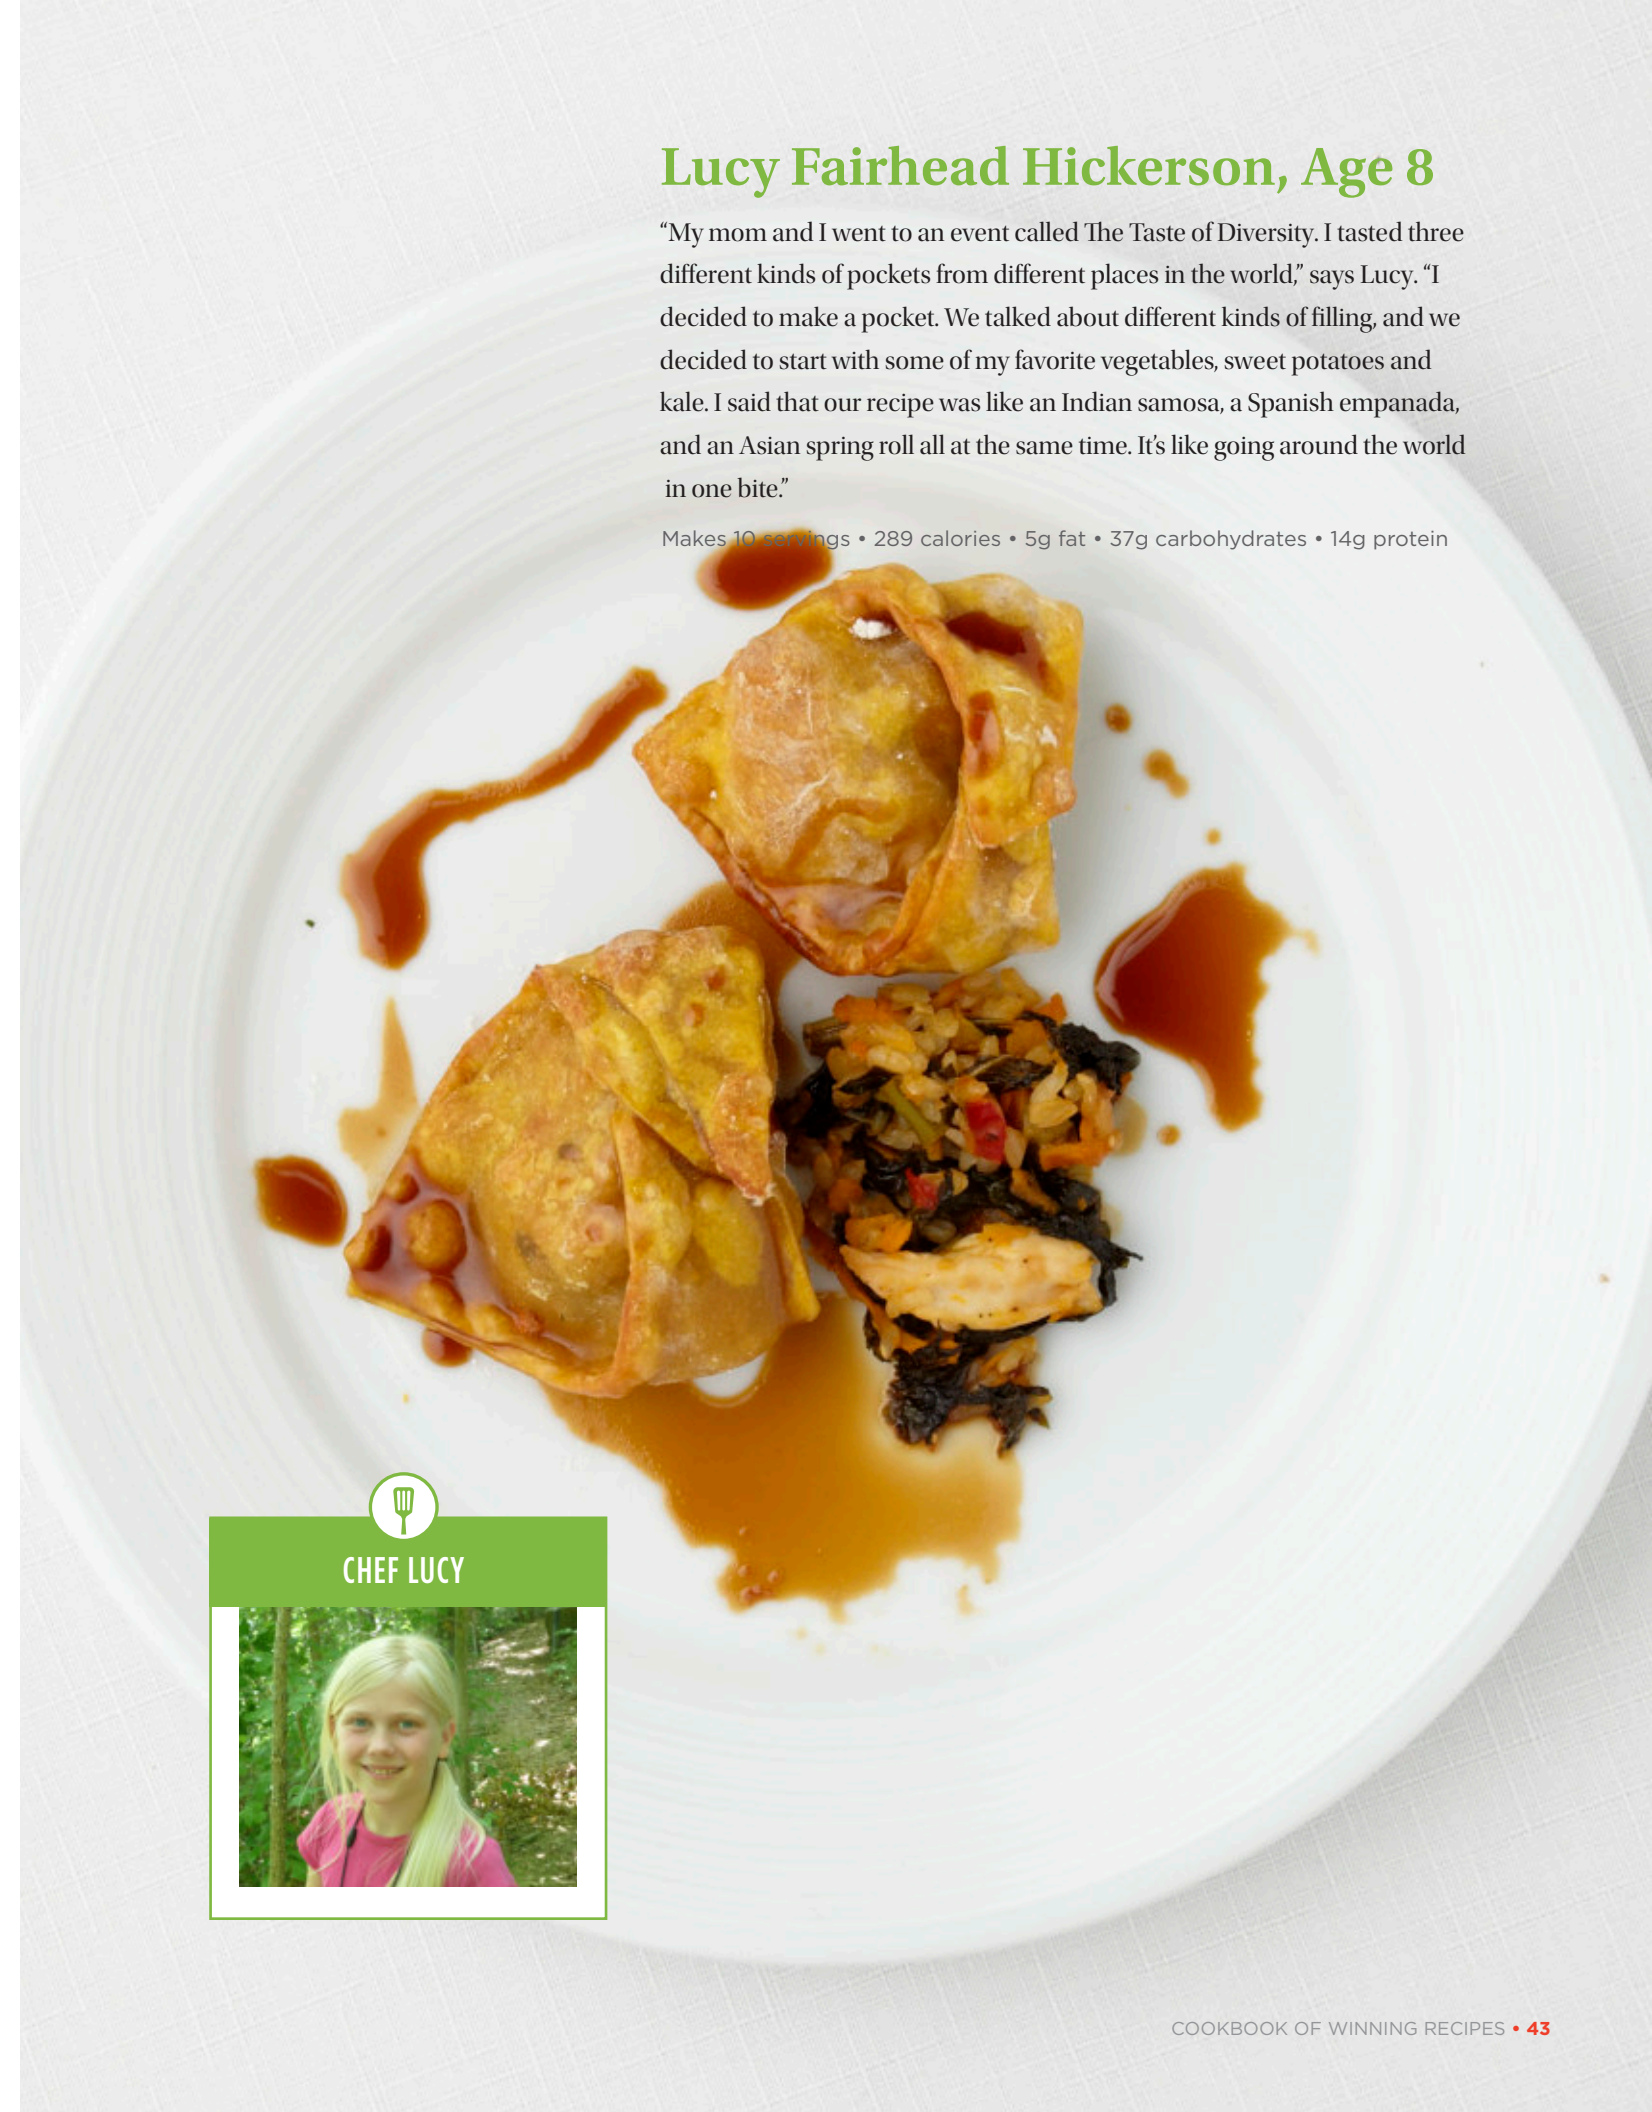 Lucy Fairhead Hickerson, Age 8
“My mom and I went to an event called The Taste of Diversity. I tasted three
different kinds of pockets from different places in the world,” says Lucy. “I
decided to make a pocket. We talked about different kinds of filling, and we
decided to start with some of my favorite vegetables, sweet potatoes and
kale. I said that our recipe was like an Indian samosa, a Spanish empanada,
and an Asian spring roll all at the same time. It’s like going around the world
in one bite.”
Makes 10 servings • 289 calories • 5g fat • 37g carbohydrates • 14g protein
CHEF LUCY
COOKBOOK OF WINNING RECIPES • 43